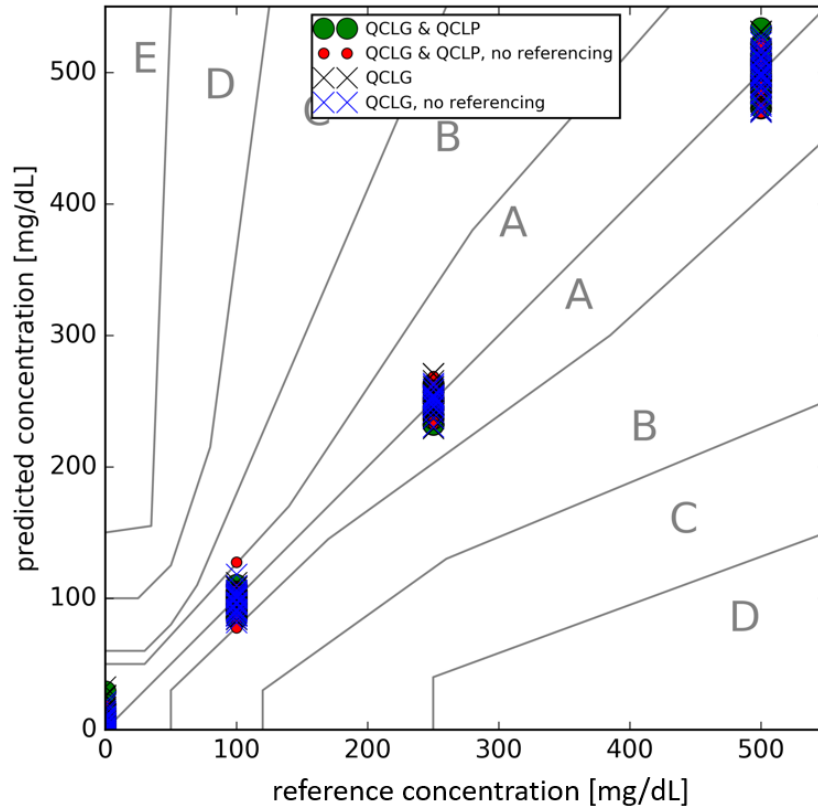 QCLG & QCLP
QCLG & QCLP, no referencing
QCLG
QCLG, no referencing
E
D
C
B
A
A
B
C
D
500
400
300
200
100
0
predicted concentration [mg/dL]
0 100 200 300 400 500
reference concentration [mg/dL]